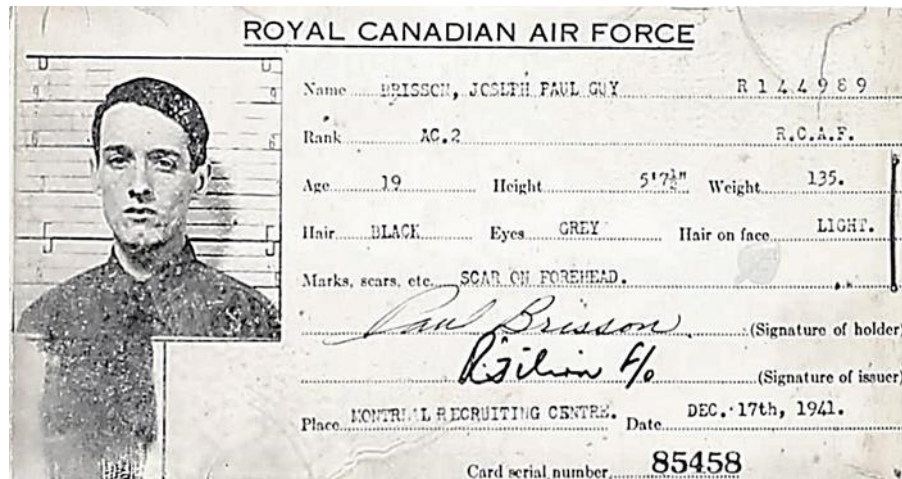 ROYAL CANADIAN AIR FORCE
Name BRISSON, JOSEPH PAUL GUY R144989
Rank AC.2 R.C.A.F.
Age 19 Height 5'7½" Weight 135.
Hair BLACK Eyes GREY Hair on face LIGHT.
Marks, scars, etc. SCAR ON FOREHEAD.
Paul Brisson (Signature of holder)
F/o (Signature of issuer)
Place MONTREAL RECRUITING CENTRE. Date DEC. 17th, 1941.
Card serial number 85458